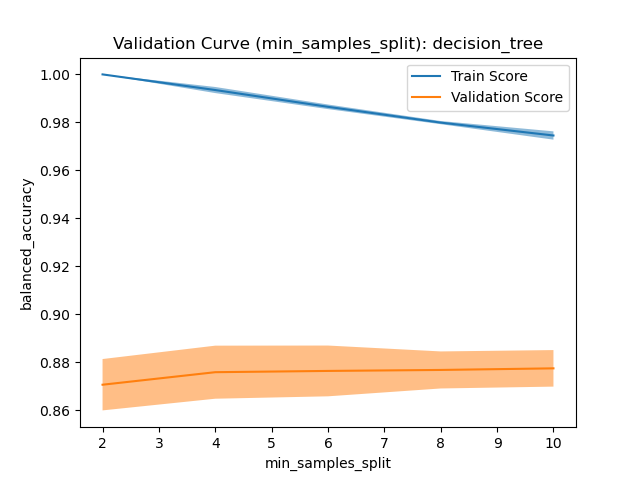 Validation Curve (min_samples_split): decision_tree
Train Score
Validation Score
balanced_accuracy
1.00
0.98
0.96
0.94
0.92
0.90
0.88
0.86
2 3 4 5 6 7 8 9 10
min_samples_split